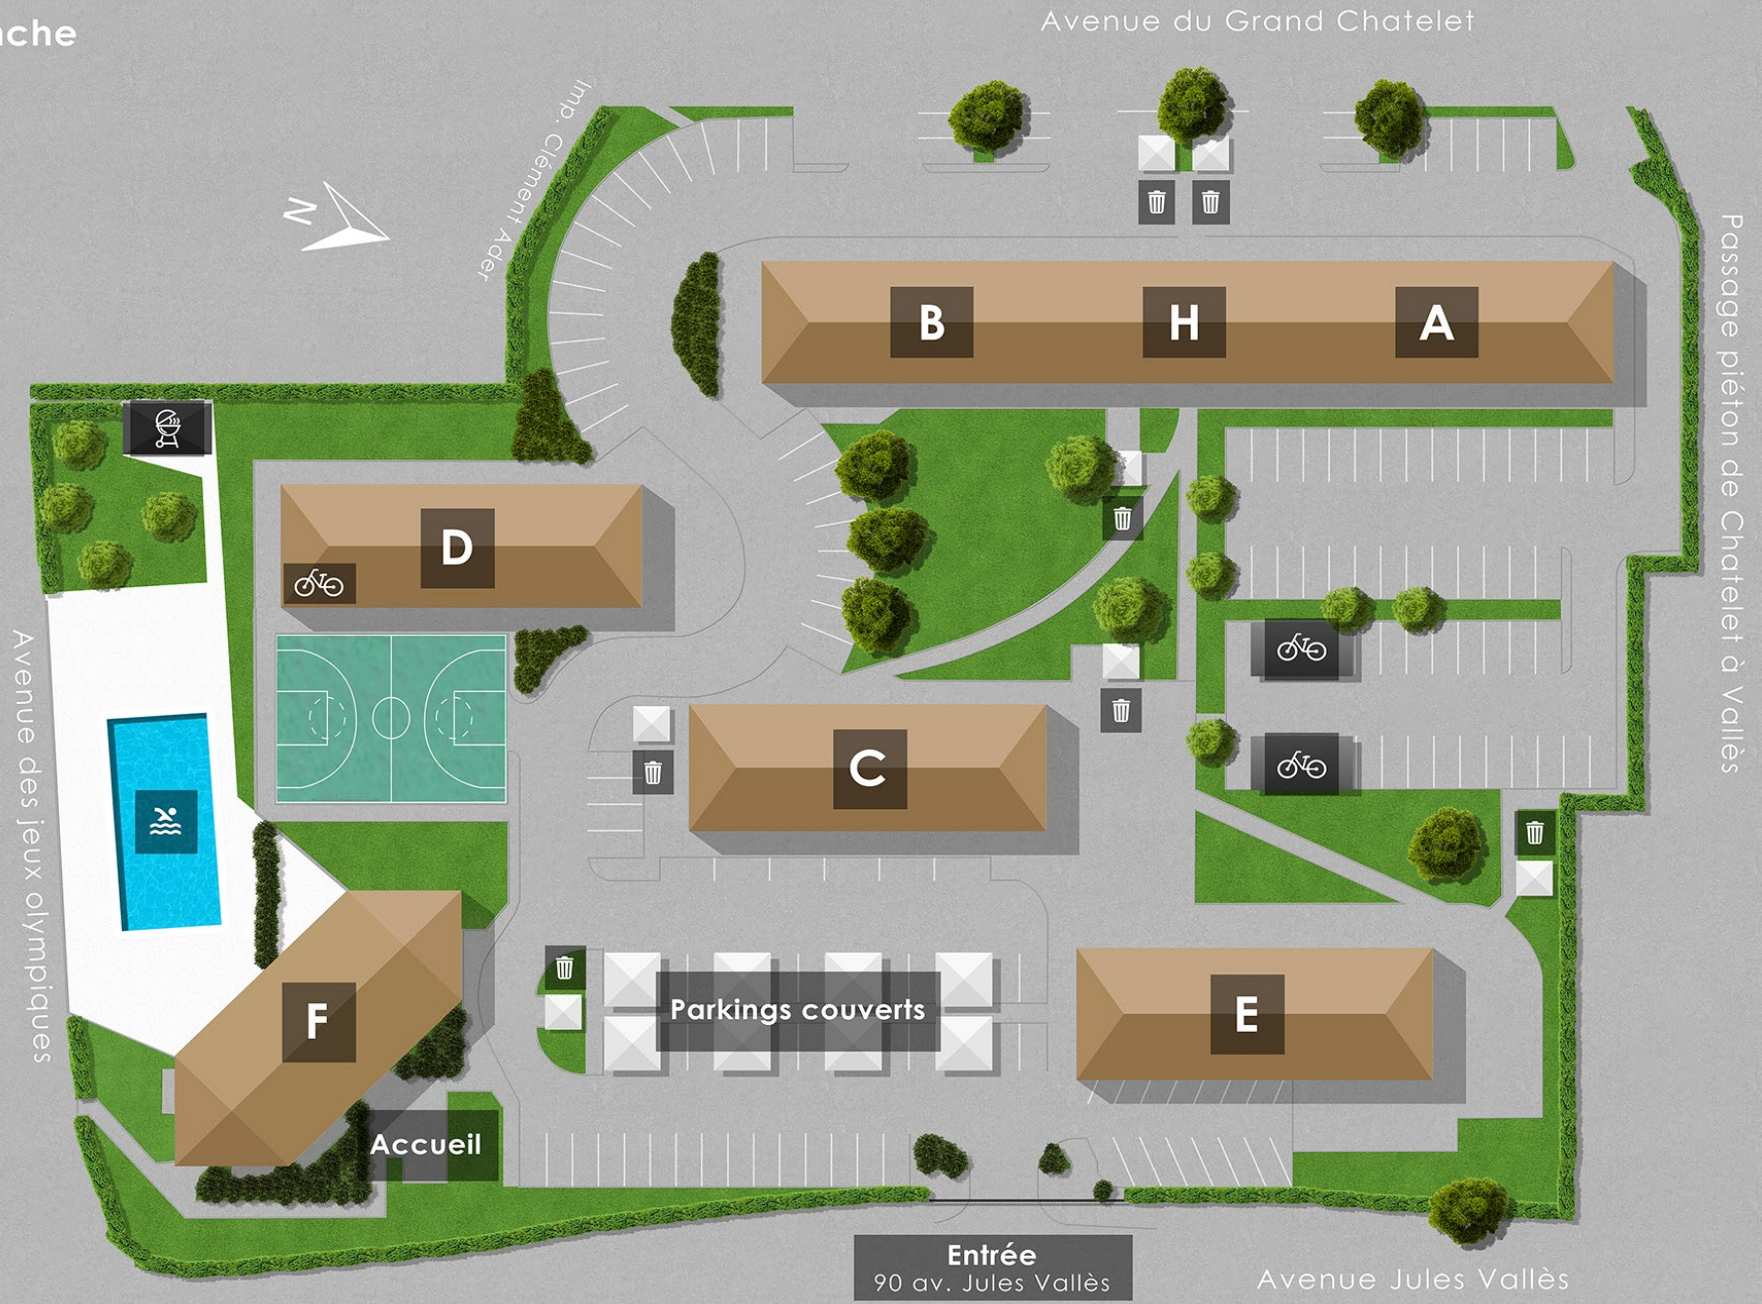 Avenue du Grand Chatelet
Imp. Clément Ader
N
B
H
A
Passage piéton de Chatelet à Vallès
D
C
Avenue des jeux olympiques
F
Parkings couverts
E
Accueil
Entrée
90 av. Jules Vallès
Avenue Jules Vallès